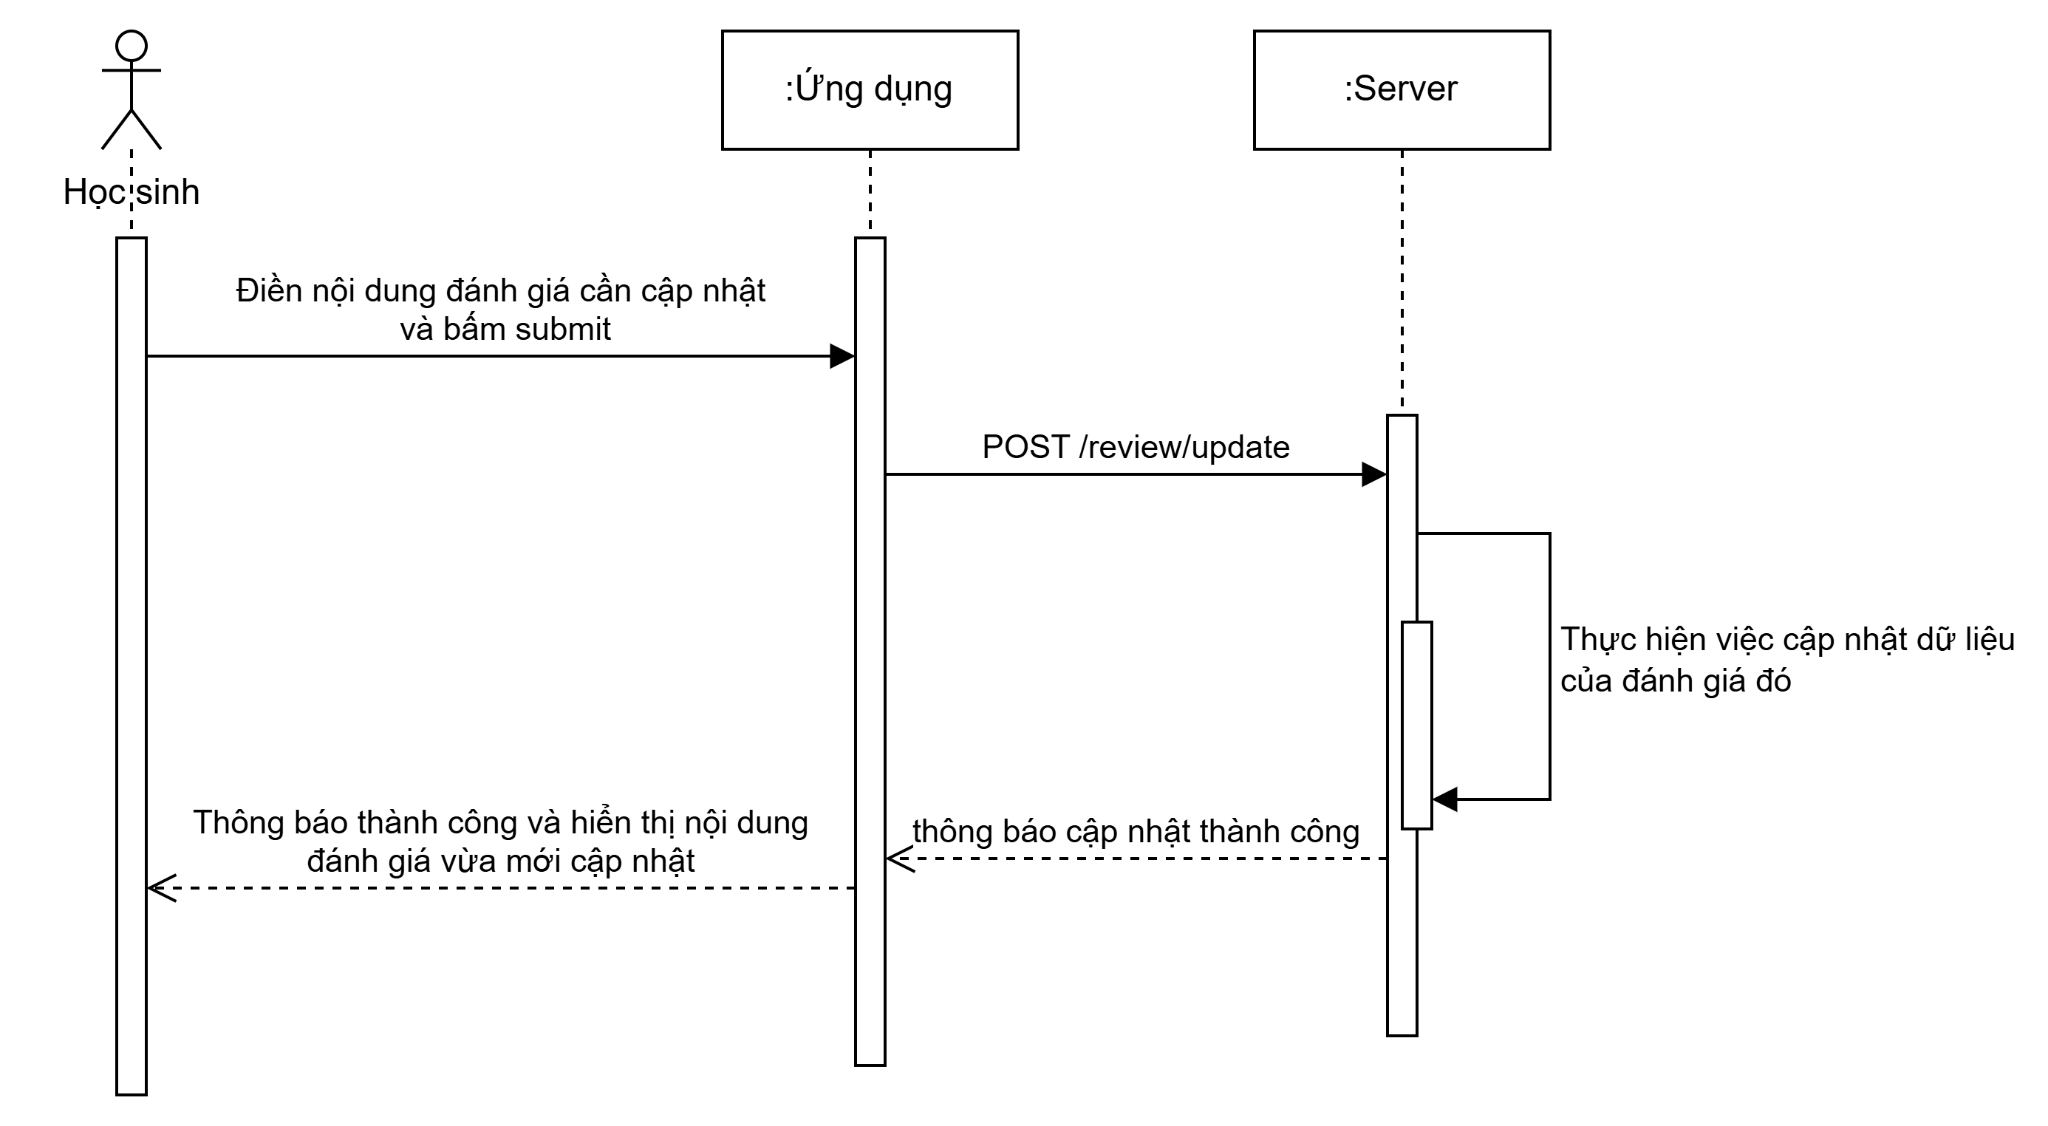 Học sinh
:Ứng dụng
:Server
Điền nội dung đánh giá cần cập nhật
và bấm submit
POST /review/update
Thực hiện việc cập nhật dữ liệu
của đánh giá đó
thông báo cập nhật thành công
Thông báo thành công và hiển thị nội dung
đánh giá vừa mới cập nhật